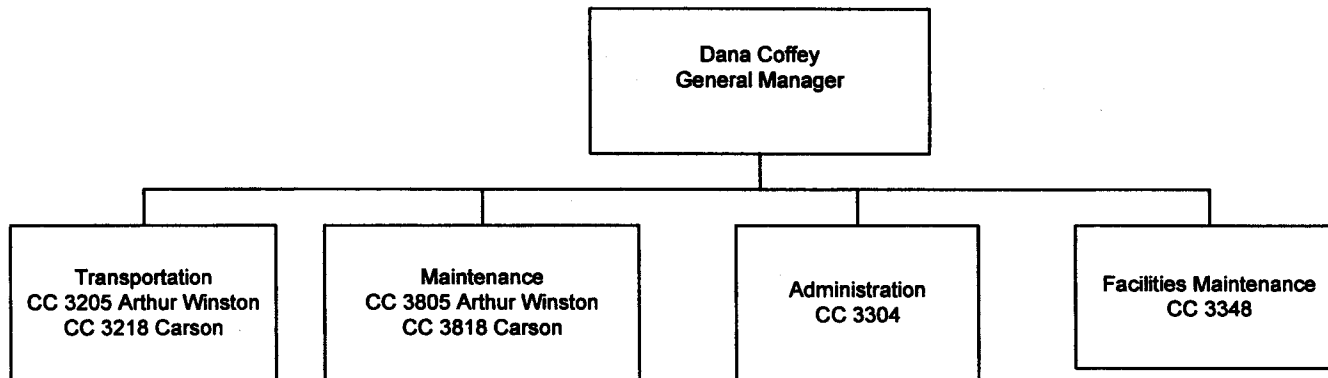 Dana Coffey
General Manager
Transportation
CC 3205 Arthur Winston
CC 3218 Carson
Maintenance
CC 3805 Arthur Winston
CC 3818 Carson
Administration
CC 3304
Facilities Maintenance
CC 3348